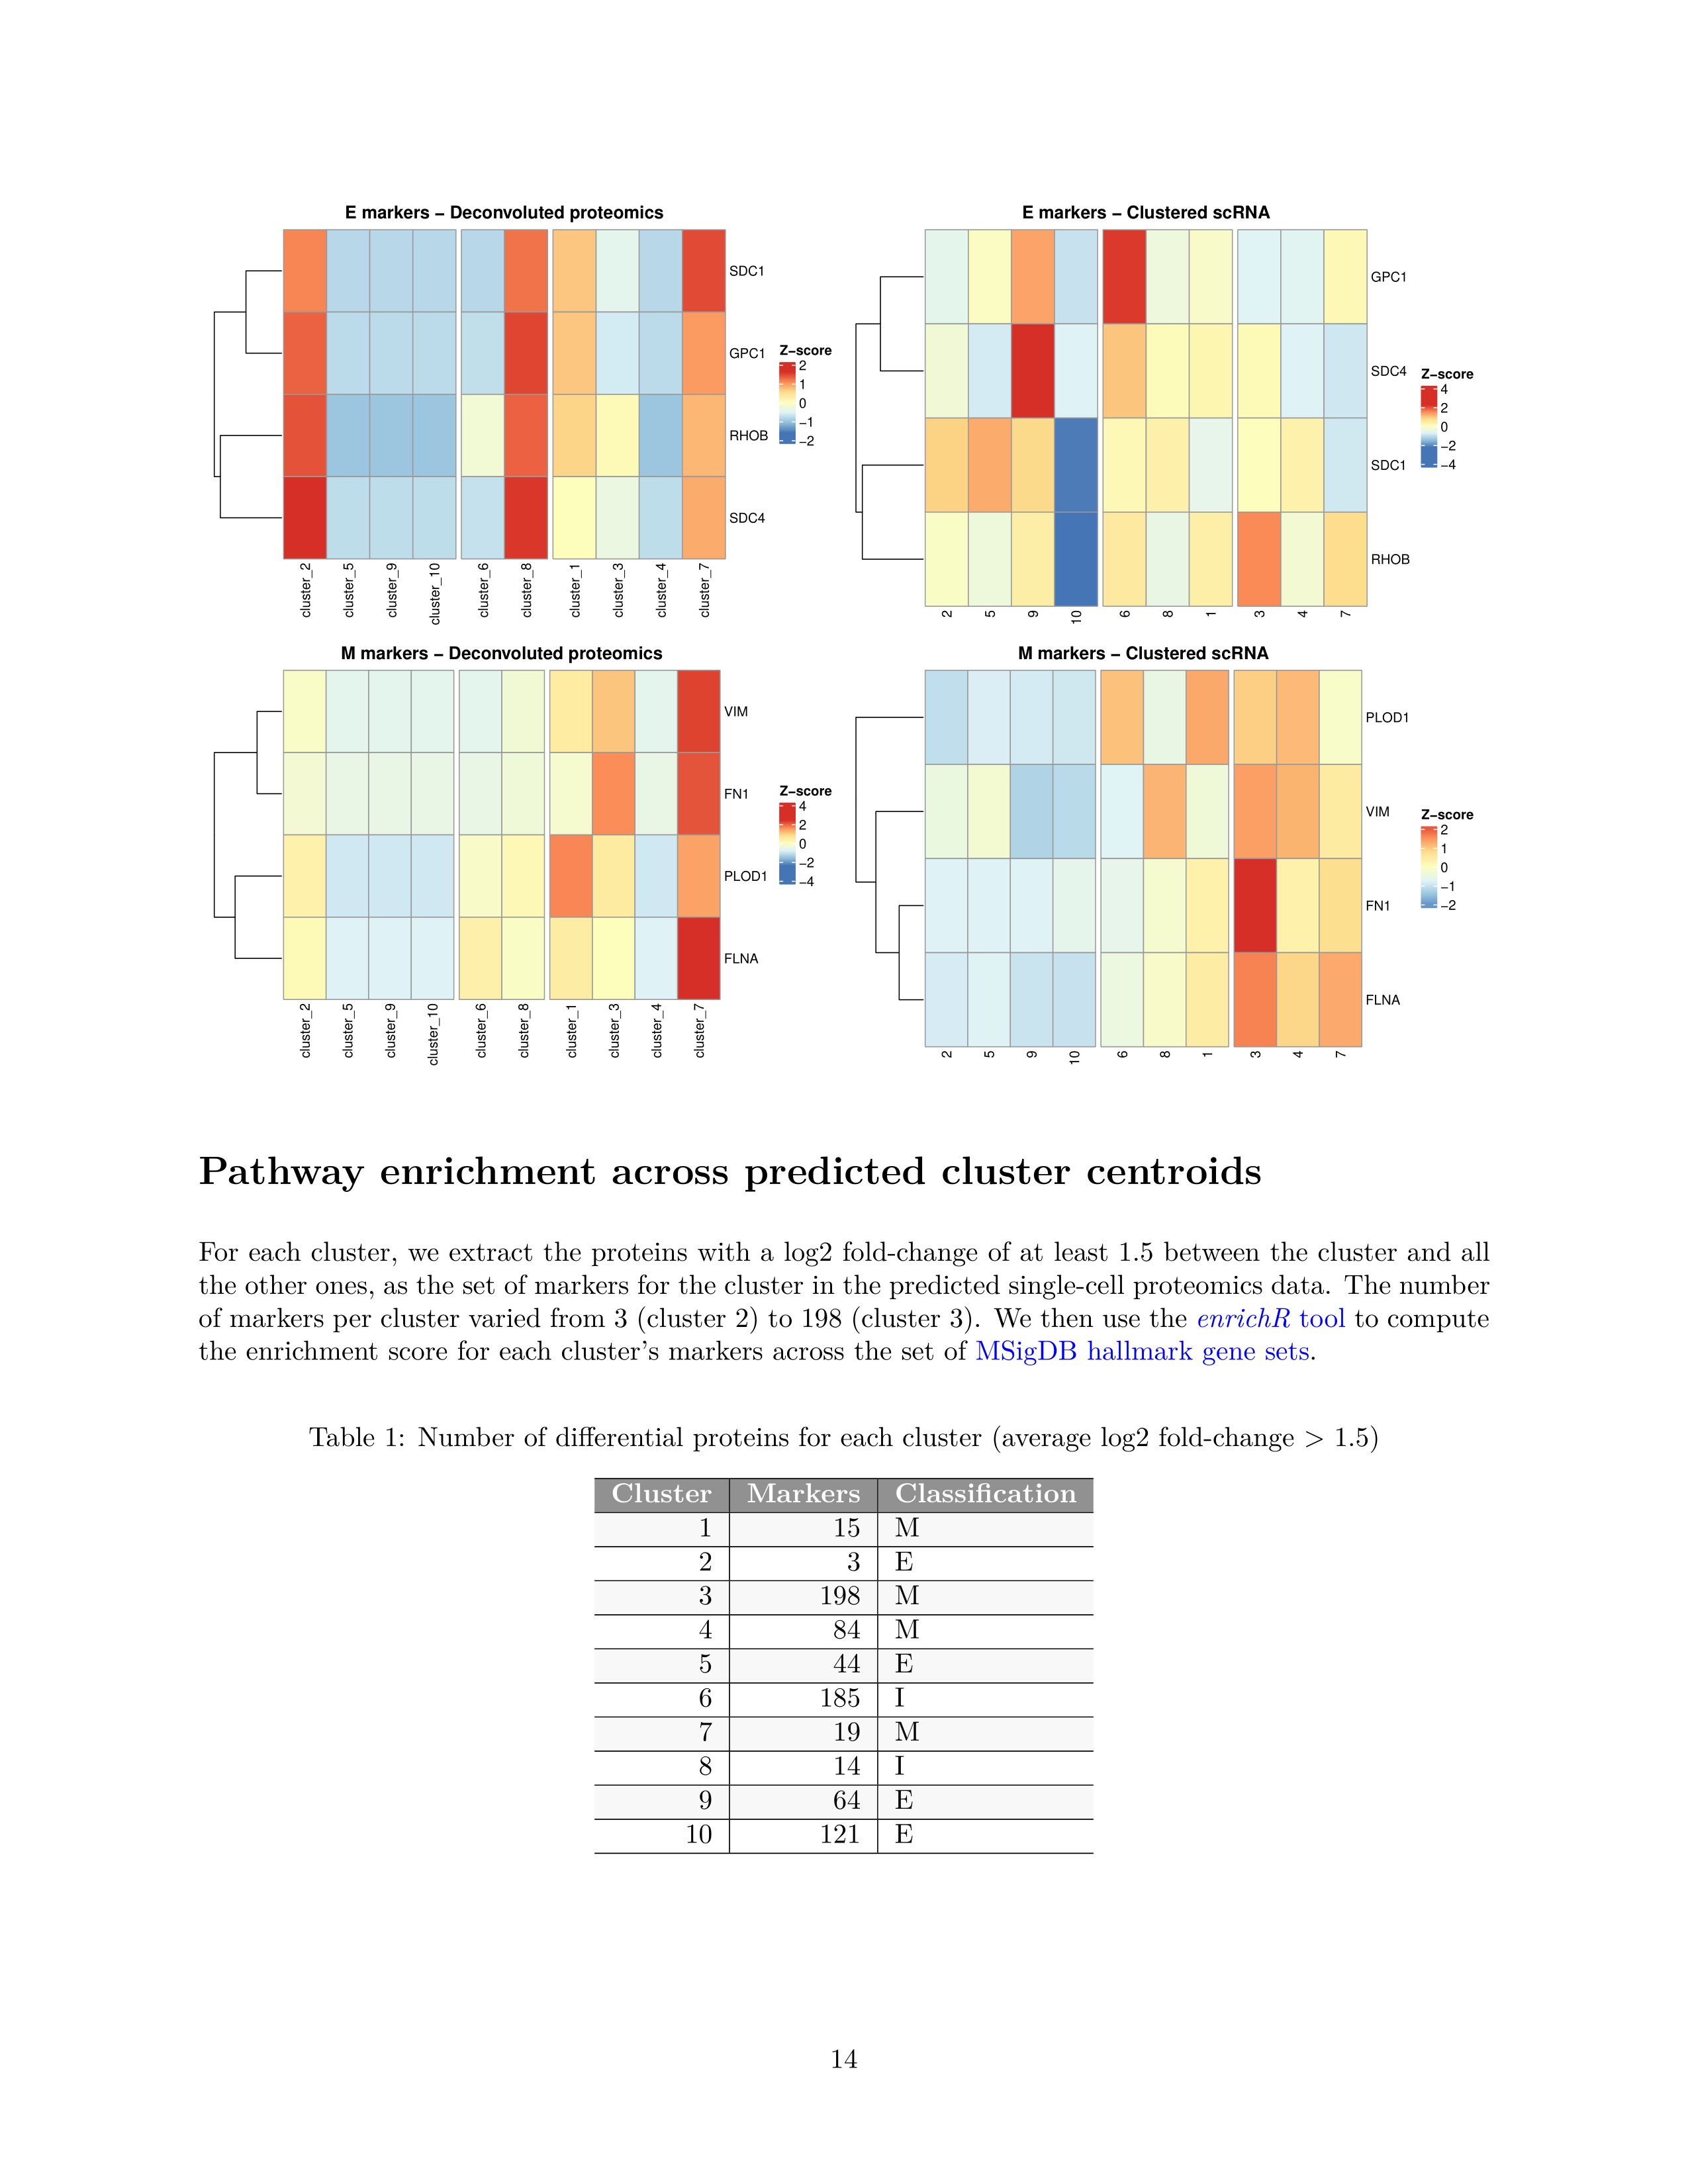 E markers – Deconvoluted proteomics
SDC1
GPC1
RHOB
SDC4
Z−score
2
1
0
−1
−2
cluster_2
cluster_5
cluster_9
cluster_10
cluster_6
cluster_8
cluster_1
cluster_3
cluster_4
cluster_7
E markers – Clustered scRNA
GPC1
SDC4
SDC1
RHOB
Z−score
4
2
0
−2
−4
2
5
9
10
6
8
1
3
4
7
M markers – Deconvoluted proteomics
VIM
FN1
PLOD1
FLNA
Z−score
4
2
0
−2
−4
cluster_2
cluster_5
cluster_9
cluster_10
cluster_6
cluster_8
cluster_1
cluster_3
cluster_4
cluster_7
M markers – Clustered scRNA
PLOD1
VIM
FN1
FLNA
Z−score
2
1
0
−1
−2
2
5
9
10
6
8
1
3
4
7
Pathway enrichment across predicted cluster centroids
For each cluster, we extract the proteins with a log2 fold-change of at least 1.5 between the cluster and all
the other ones, as the set of markers for the cluster in the predicted single-cell proteomics data. The number
of markers per cluster varied from 3 (cluster 2) to 198 (cluster 3). We then use the enrichR tool to compute
the enrichment score for each cluster's markers across the set of MSigDB hallmark gene sets.
Table 1: Number of differential proteins for each cluster (average log2 fold-change > 1.5)
Cluster Markers Classification
1 15 M
2 3 E
3 198 M
4 84 M
5 44 E
6 185 I
7 19 M
8 14 I
9 64 E
10 121 E
14